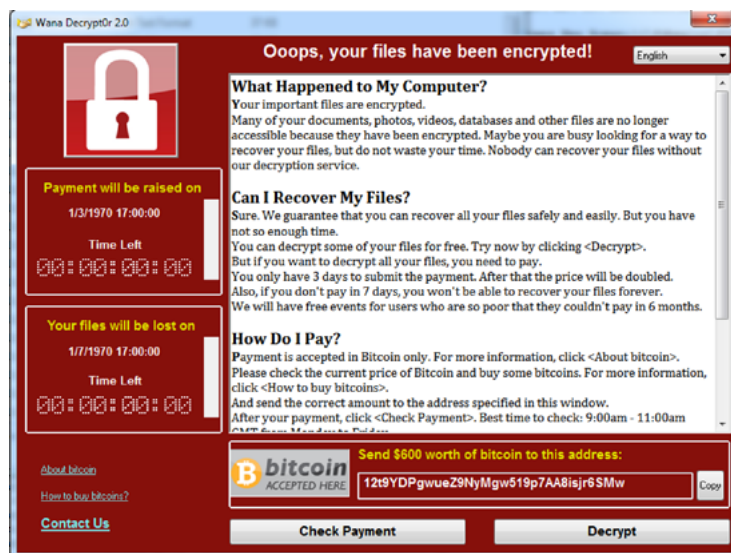 Wana Decrypt0r 2.0
Ooops, your files have been encrypted!
English
Payment will be raised on
1/3/1970 17:00:00
Time Left
00:00:00:00
Your files will be lost on
1/7/1970 17:00:00
Time Left
00:00:00:00
About bitcoin
How to buy bitcoins?
Contact Us
What Happened to My Computer?
Your important files are encrypted.
Many of your documents, photos, videos, databases and other files are no longer
accessible because they have been encrypted. Maybe you are busy looking for a way to
recover your files, but do not waste your time. Nobody can recover your files without
our decryption service.
Can I Recover My Files?
Sure. We guarantee that you can recover all your files safely and easily. But you have
not so enough time.
You can decrypt some of your files for free. Try now by clicking <Decrypt>.
But if you want to decrypt all your files, you need to pay.
You only have 3 days to submit the payment. After that the price will be doubled.
Also, if you don't pay in 7 days, you won't be able to recover your files forever.
We will have free events for users who are so poor that they couldn't pay in 6 months.
How Do I Pay?
Payment is accepted in Bitcoin only. For more information, click <About bitcoin>.
Please check the current price of Bitcoin and buy some bitcoins. For more information,
click <How to buy bitcoins>.
And send the correct amount to the address specified in this window.
After your payment, click <Check Payment>. Best time to check: 9:00am - 11:00am
GMT from Monday to Friday.
bitcoin
ACCEPTED HERE
Send $600 worth of bitcoin to this address:
12t9YDPgwueZ9NyMgw519p7AA8isjr6SMw
Copy
Check Payment
Decrypt